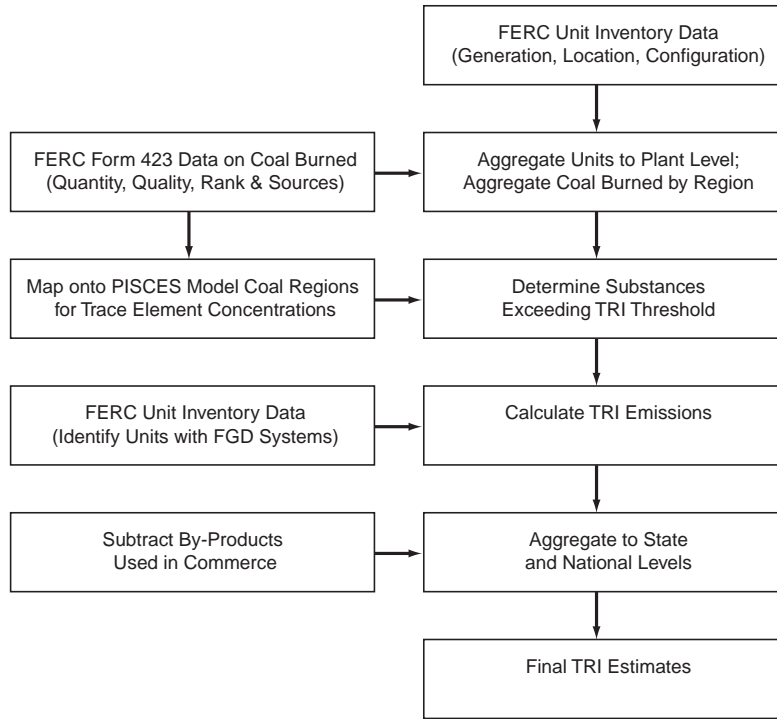 FERC Unit Inventory Data
(Generation, Location, Configuration)
FERC Form 423 Data on Coal Burned
(Quantity, Quality, Rank & Sources)
Aggregate Units to Plant Level;
Aggregate Coal Burned by Region
Map onto PISCES Model Coal Regions
for Trace Element Concentrations
Determine Substances
Exceeding TRI Threshold
FERC Unit Inventory Data
(Identify Units with FGD Systems)
Calculate TRI Emissions
Subtract By-Products
Used in Commerce
Aggregate to State
and National Levels
Final TRI Estimates